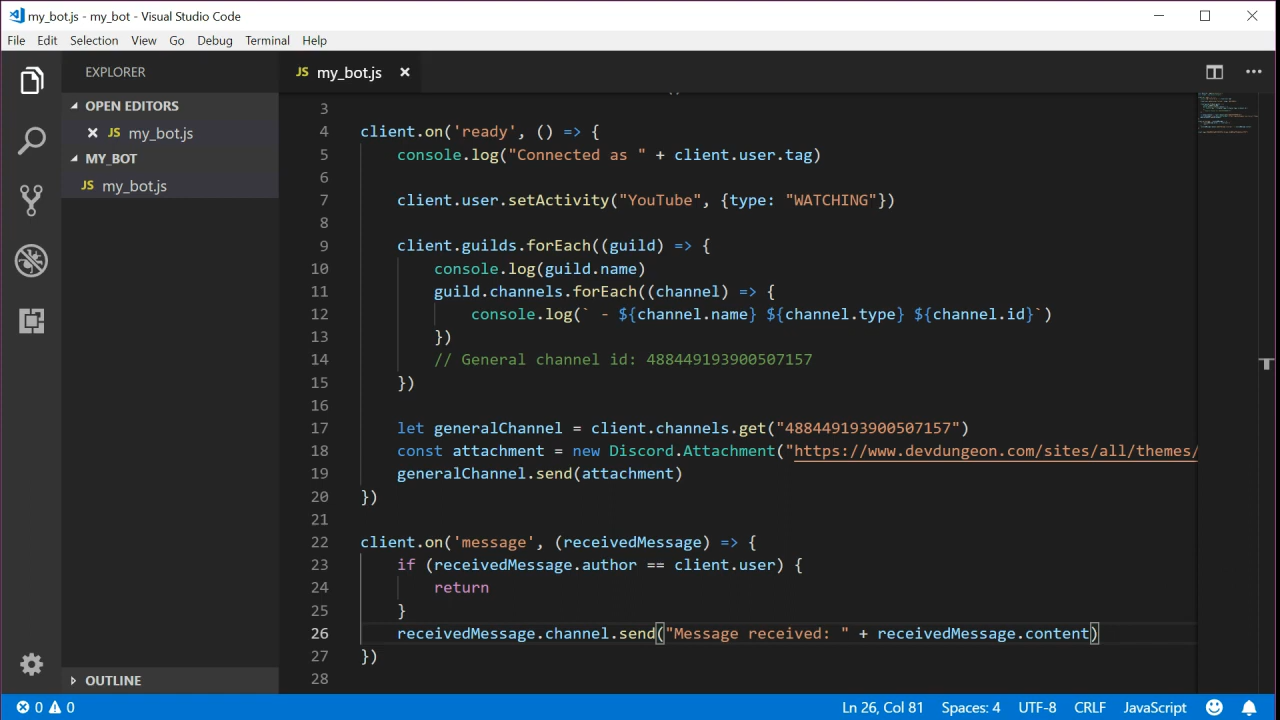 my_bot.js - my_bot - Visual Studio Code
File Edit Selection View Go Debug Terminal Help
EXPLORER
JS my_bot.js
OPEN EDITORS
JS my_bot.js
MY_BOT
JS my_bot.js
3
4 client.on('ready', () => {
5 console.log("Connected as " + client.user.tag)
6
7 client.user.setActivity("YouTube", {type: "WATCHING"})
8
9 client.guilds.forEach((guild) => {
10 console.log(guild.name)
11 guild.channels.forEach((channel) => {
12 console.log(` - ${channel.name} ${channel.type} ${channel.id}`)
13 })
14 // General channel id: 488449193900507157
15 })
16
17 let generalChannel = client.channels.get("488449193900507157")
18 const attachment = new Discord.Attachment("https://www.devdungeon.com/sites/all/themes/
19 generalChannel.send(attachment)
20 })
21
22 client.on('message', (receivedMessage) => {
23 if (receivedMessage.author == client.user) {
24 return
25 }
26 receivedMessage.channel.send("Message received: " + receivedMessage.content)
27 })
28
OUTLINE
0 0 Ln 26, Col 81 Spaces: 4 UTF-8 CRLF JavaScript